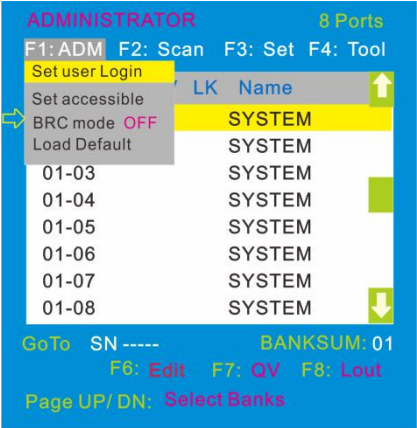 ADMINISTRATOR 8 Ports
F1: ADM F2: Scan F3: Set F4: Tool
Set user Login
LK Name
Set accessible
BRC mode OFF SYSTEM
Load Default SYSTEM
01-03 SYSTEM
01-04 SYSTEM
01-05 SYSTEM
01-06 SYSTEM
01-07 SYSTEM
01-08 SYSTEM
GoTo SN ----- BANKSUM: 01
F6: Edit F7: QV F8: Lout
Page UP/ DN: Select Banks